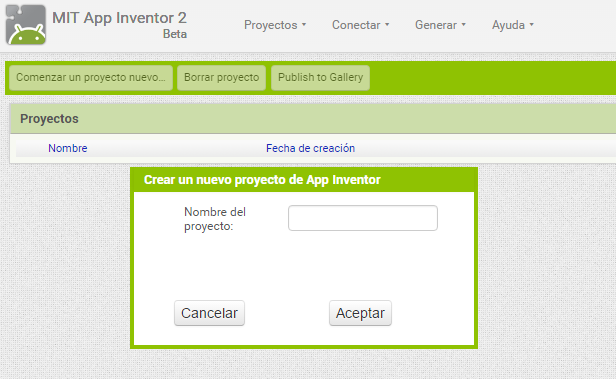 MIT App Inventor 2
Beta
Proyectos Conectar Generar Ayuda
Comenzar un proyecto nuevo... Borrar proyecto Publish to Gallery
Proyectos
Nombre Fecha de creación
Crear un nuevo proyecto de App Inventor
Nombre del
proyecto:
Cancelar Aceptar